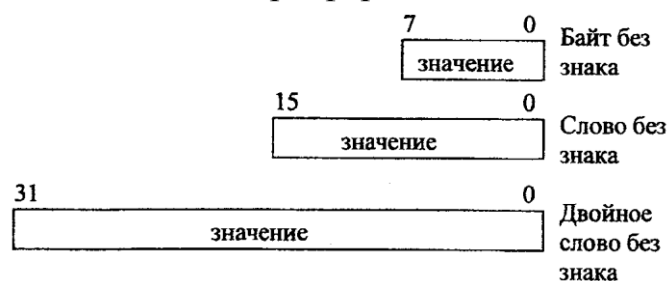 7 0
Байт без
знака
значение
15 0
Слово без
знака
значение
31 0
Двойное
слово без
знака
значение